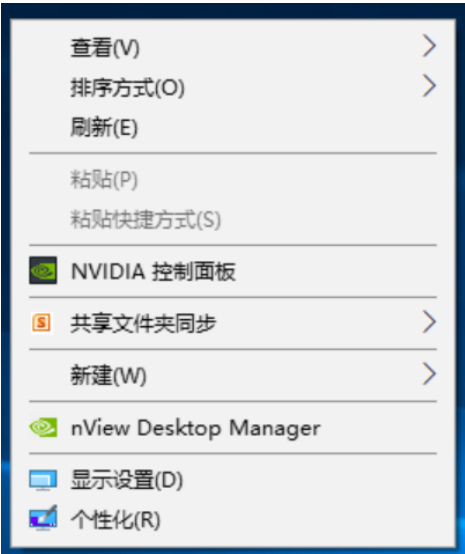 查看(V)
排序方式(O)
刷新(E)
粘贴(P)
粘贴快捷方式(S)
NVIDIA 控制面板
S 共享文件夹同步
新建(W)
nView Desktop Manager
显示设置(D)
个性化(R)